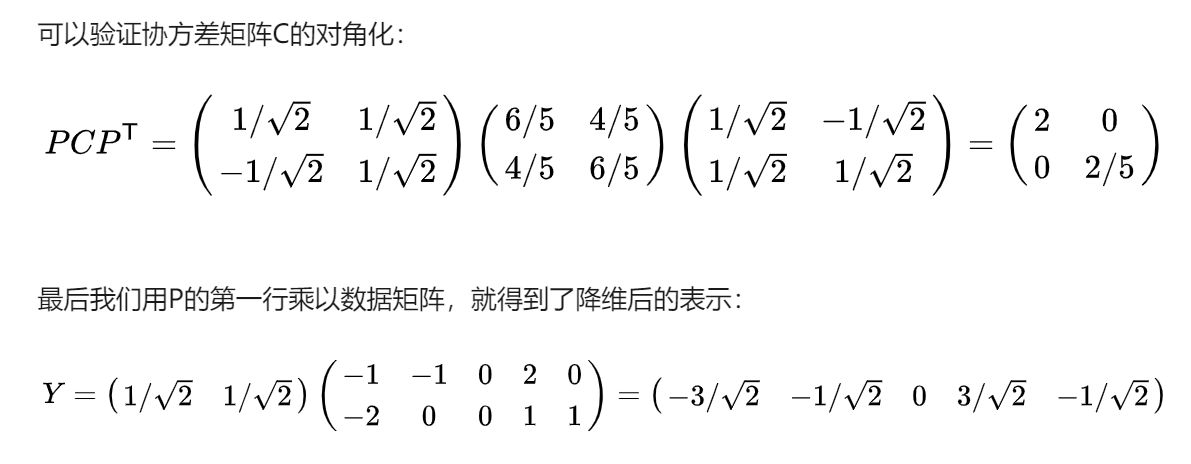 可以验证协方差矩阵C的对角化：
PCP^T = \begin{pmatrix} 1/\sqrt{2} & 1/\sqrt{2} \\ -1/\sqrt{2} & 1/\sqrt{2} \end{pmatrix} \begin{pmatrix} 6/5 & 4/5 \\ 4/5 & 6/5 \end{pmatrix} \begin{pmatrix} 1/\sqrt{2} & -1/\sqrt{2} \\ 1/\sqrt{2} & 1/\sqrt{2} \end{pmatrix} = \begin{pmatrix} 2 & 0 \\ 0 & 2/5 \end{pmatrix}
最后我们用P的第一行乘以数据矩阵，就得到了降维后的表示：
Y = \begin{pmatrix} 1/\sqrt{2} & 1/\sqrt{2} \end{pmatrix} \begin{pmatrix} -1 & -1 & 0 & 2 & 0 \\ -2 & 0 & 0 & 1 & 1 \end{pmatrix} = \begin{pmatrix} -3/\sqrt{2} & -1/\sqrt{2} & 0 & 3/\sqrt{2} & -1/\sqrt{2} \end{pmatrix}